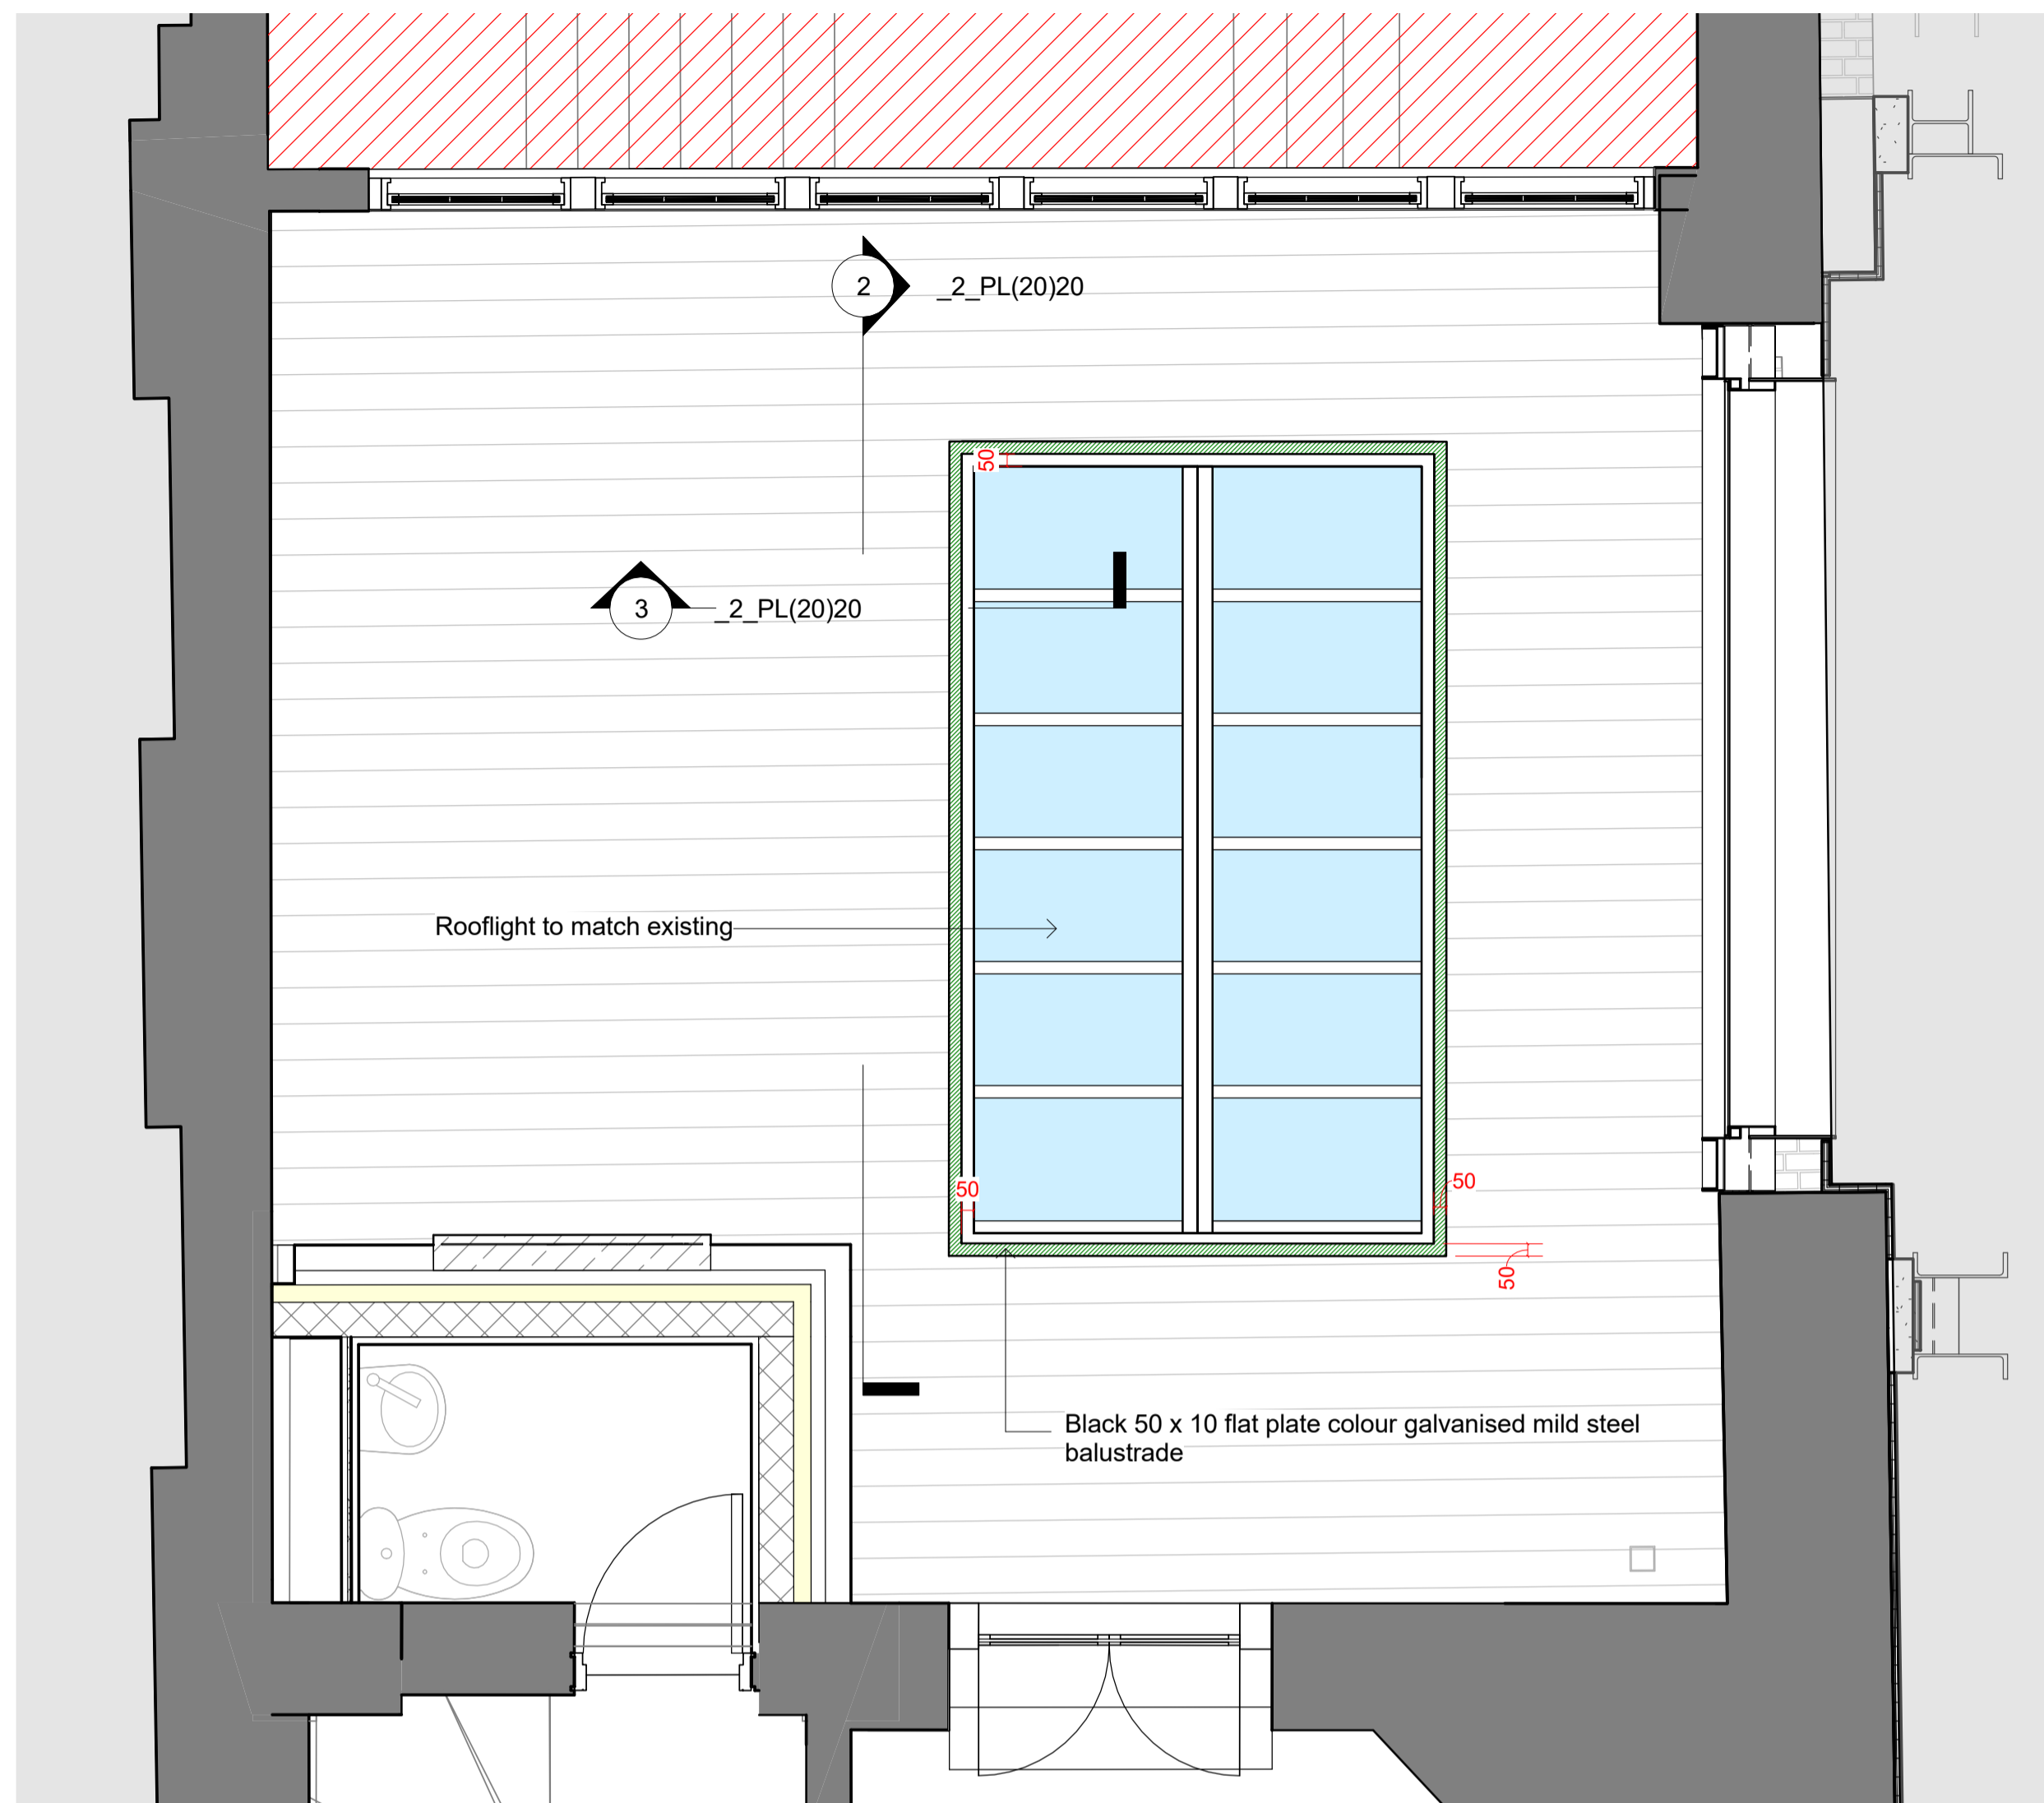 2
_2_PL(20)20
50
3
_2_PL(20)20
Rooflight to match existing
50
50
50
Black 50 x 10 flat plate colour galvanised mild steel
balustrade